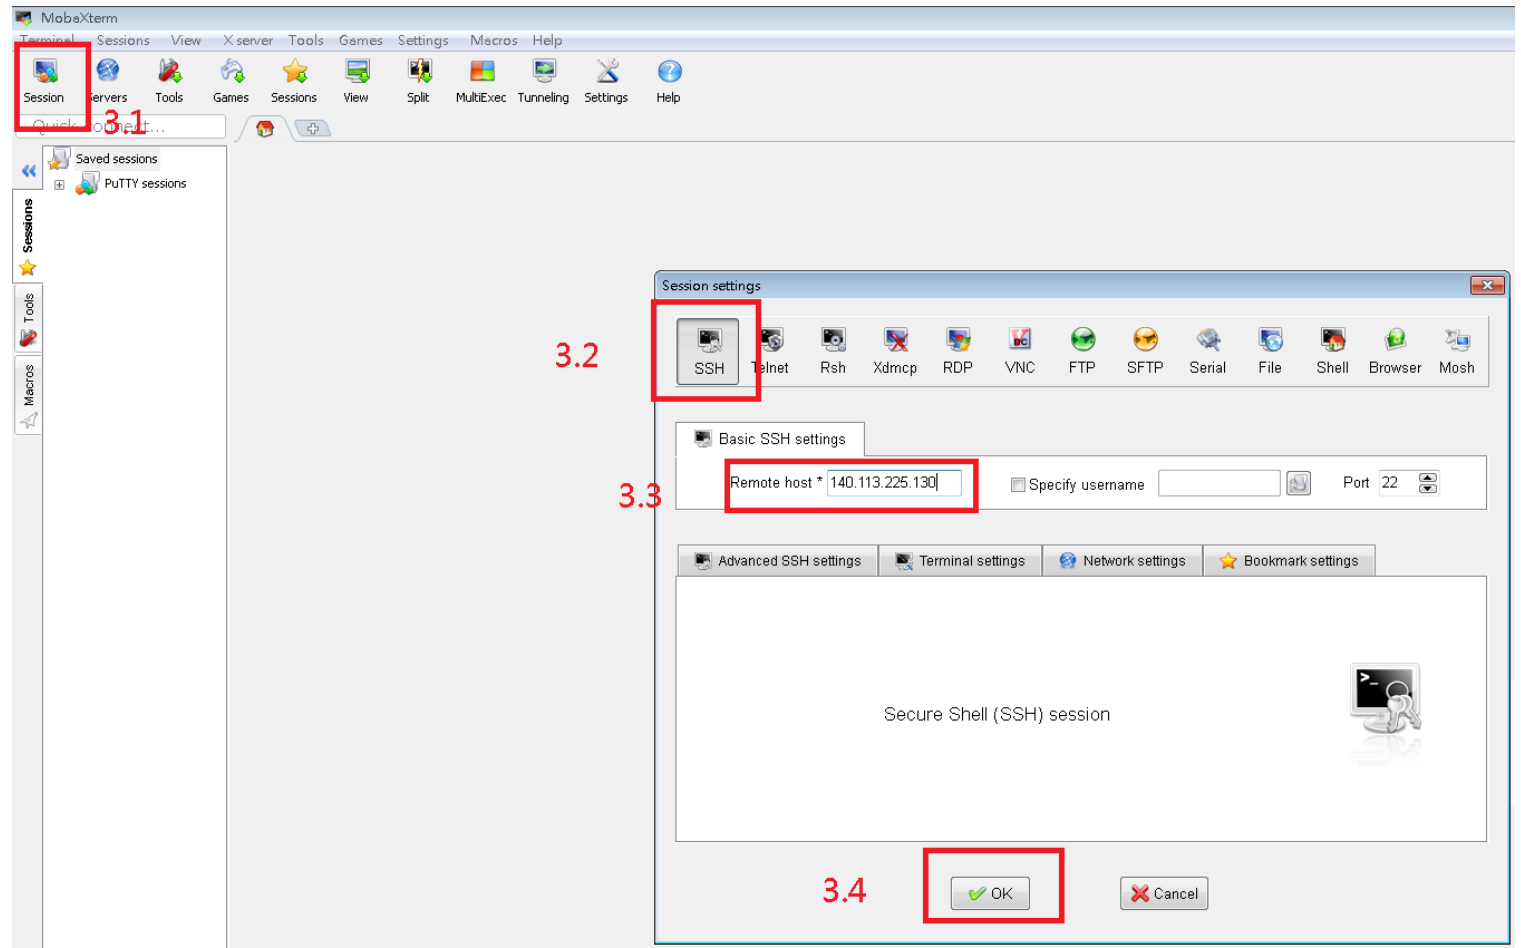 MobaXterm
Terminal Sessions View X server Tools Games Settings Macros Help
Session Servers Tools Games Sessions View Split MultiExec Tunneling Settings Help
3.1
Quick connect...
Saved sessions
PuTTY sessions
Sessions
Tools
Macros
Session settings
3.2
SSH Telnet Rsh Xdmcp RDP VNC FTP SFTP Serial File Shell Browser Mosh
Basic SSH settings
3.3
Remote host * 140.113.225.130 Specify username Port 22
Advanced SSH settings Terminal settings Network settings Bookmark settings
Secure Shell (SSH) session
3.4
OK Cancel